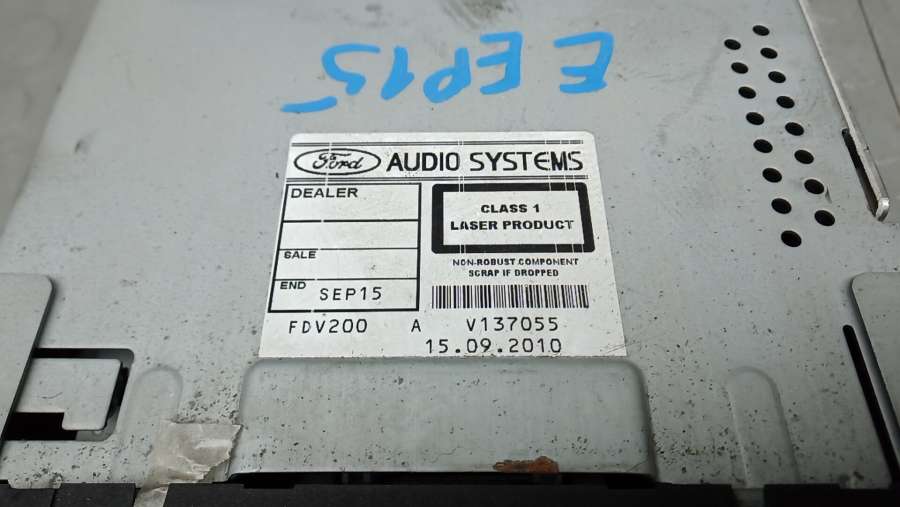 E EP15
Ford AUDIO SYSTEMS
DEALER
CLASS 1
LASER PRODUCT
SALE
NON-ROBUST COMPONENT
SCRAP IF DROPPED
END SEP15
FDV200 A V137055
15.09.2010